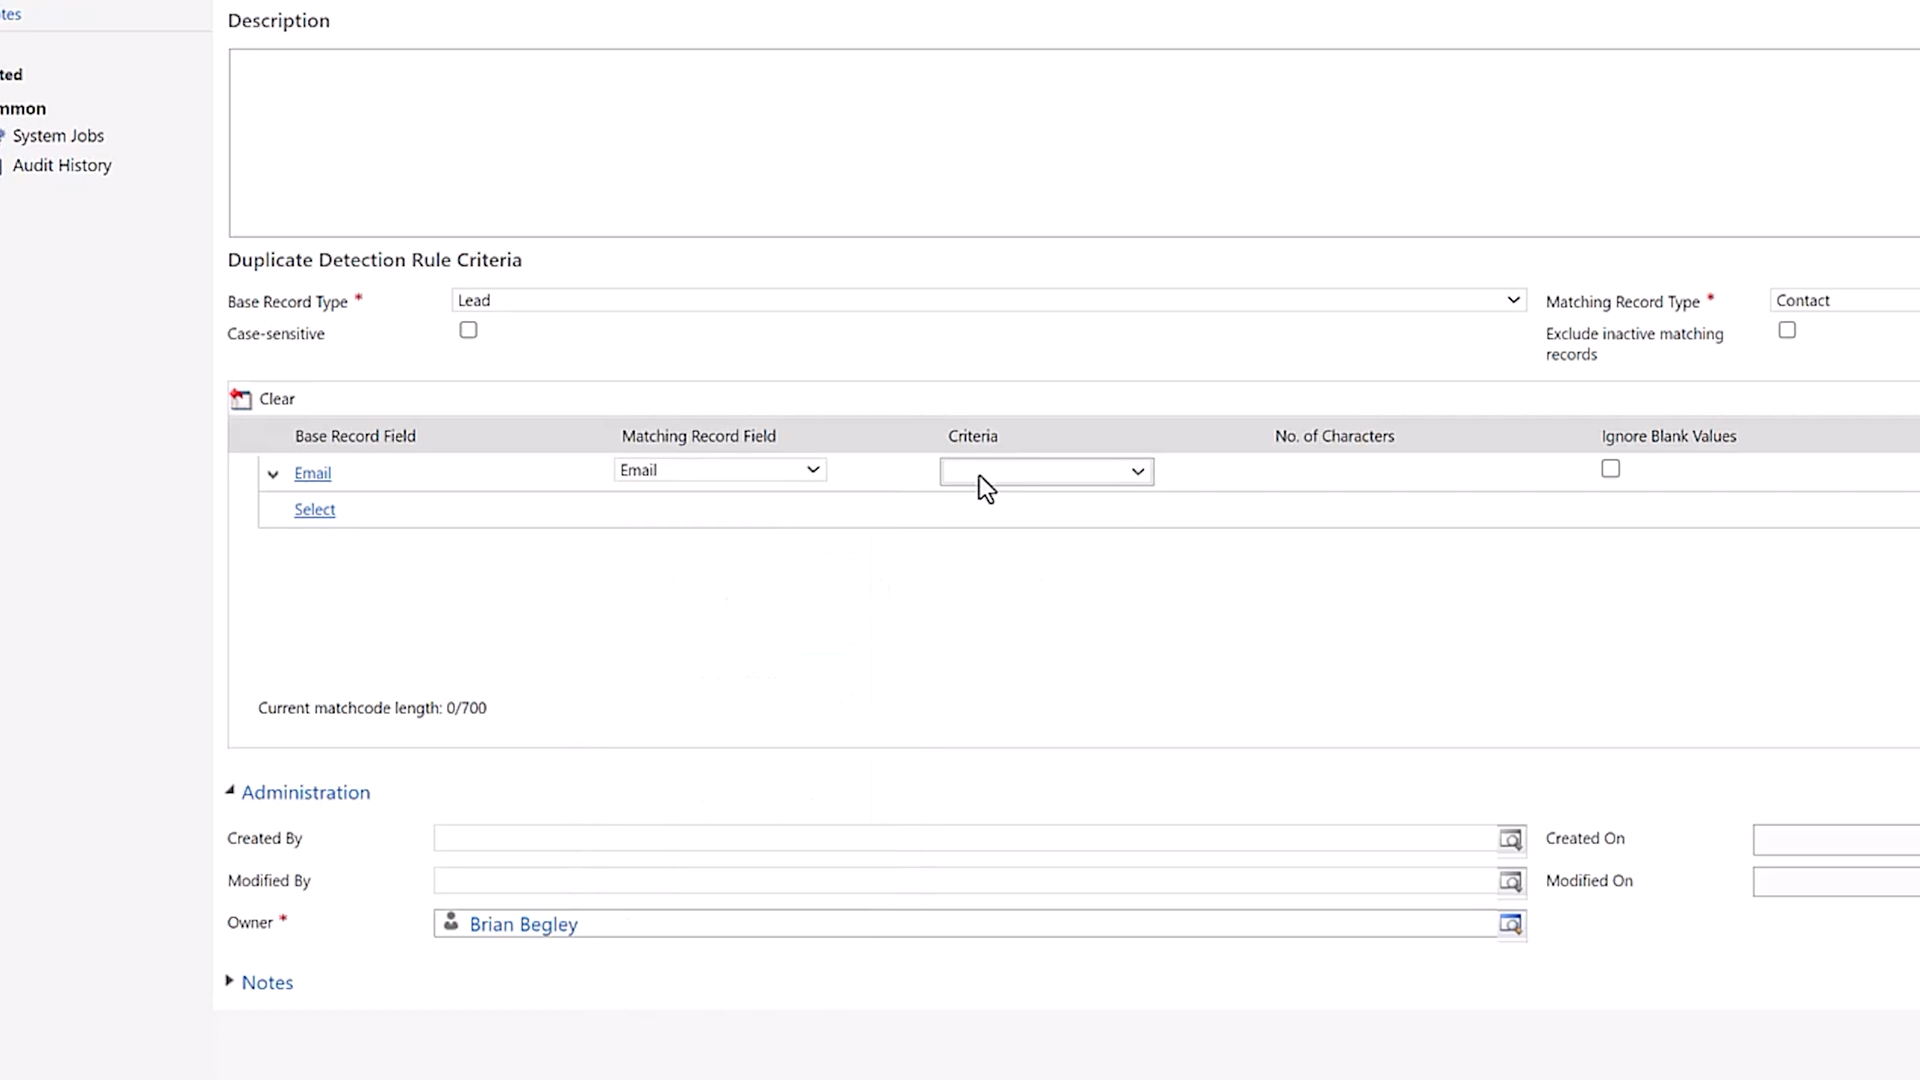 tes
Description
ted
mmon
System Jobs
Audit History
Duplicate Detection Rule Criteria
Base Record Type * Lead Matching Record Type * Contact
Case-sensitive Exclude inactive matching records
Clear
Base Record Field Matching Record Field Criteria No. of Characters Ignore Blank Values
Email Email
Select
Current matchcode length: 0/700
Administration
Created By Created On
Modified By Modified On
Owner * Brian Begley
Notes